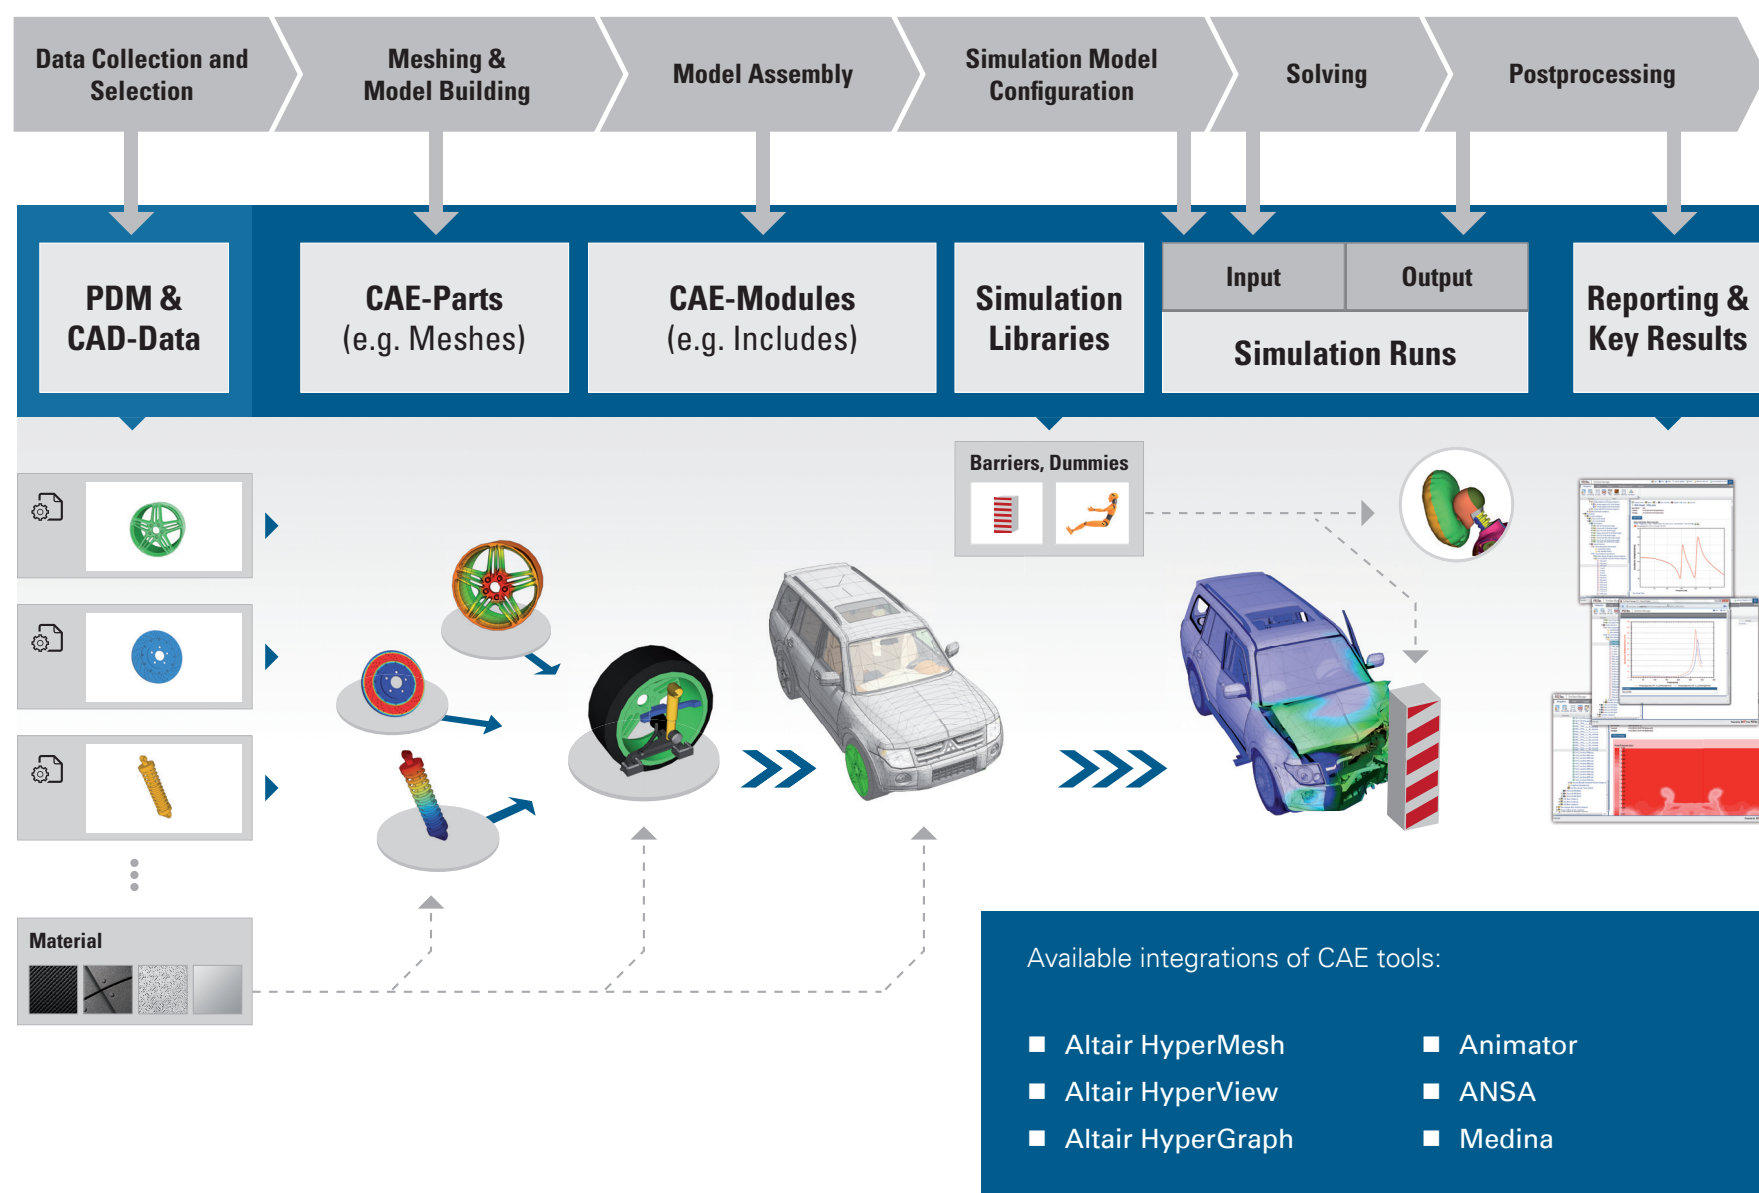 Data Collection and
Selection
Meshing &
Model Building
Model Assembly
Simulation Model
Configuration
Solving
Postprocessing
PDM &
CAD-Data
CAE-Parts
(e.g. Meshes)
CAE-Modules
(e.g. Includes)
Simulation
Libraries
Input
Output
Simulation Runs
Reporting &
Key Results
Barriers, Dummies
Material
Available integrations of CAE tools:
Altair HyperMesh
Altair HyperView
Altair HyperGraph
Animator
ANSA
Medina